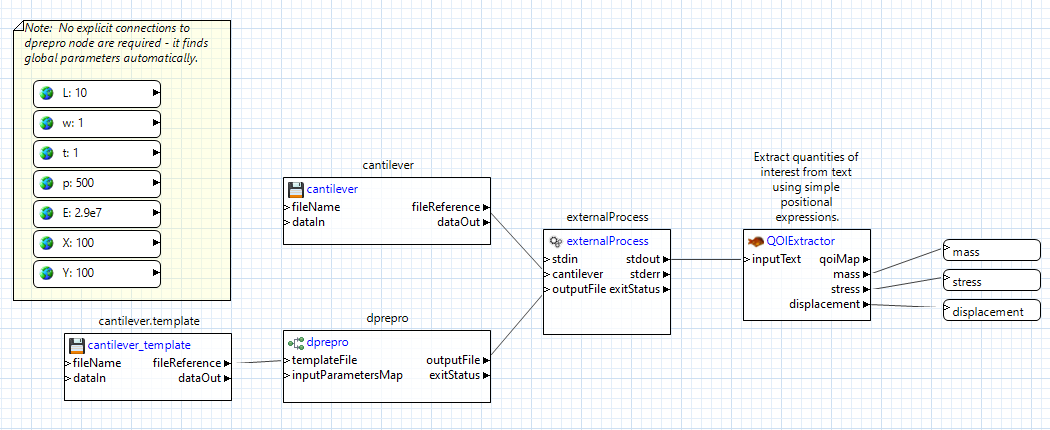 Note:  No explicit connections to
dprepro node are required - it finds
global parameters automatically.
L: 10
w: 1
t: 1
p: 500
E: 2.9e7
X: 100
Y: 100
cantilever.template
cantilever_template
fileName fileReference
dataIn dataOut
cantilever
cantilever
fileName fileReference
dataIn dataOut
dprepro
dprepro
templateFile outputFile
inputParametersMap exitStatus
externalProcess
externalProcess
stdin stdout
cantilever stderr
outputFile exitStatus
Extract quantities of
interest from text
using simple
positional
expressions.
QOIExtractor
inputText qoiMap
mass
stress
displacement
mass
stress
displacement